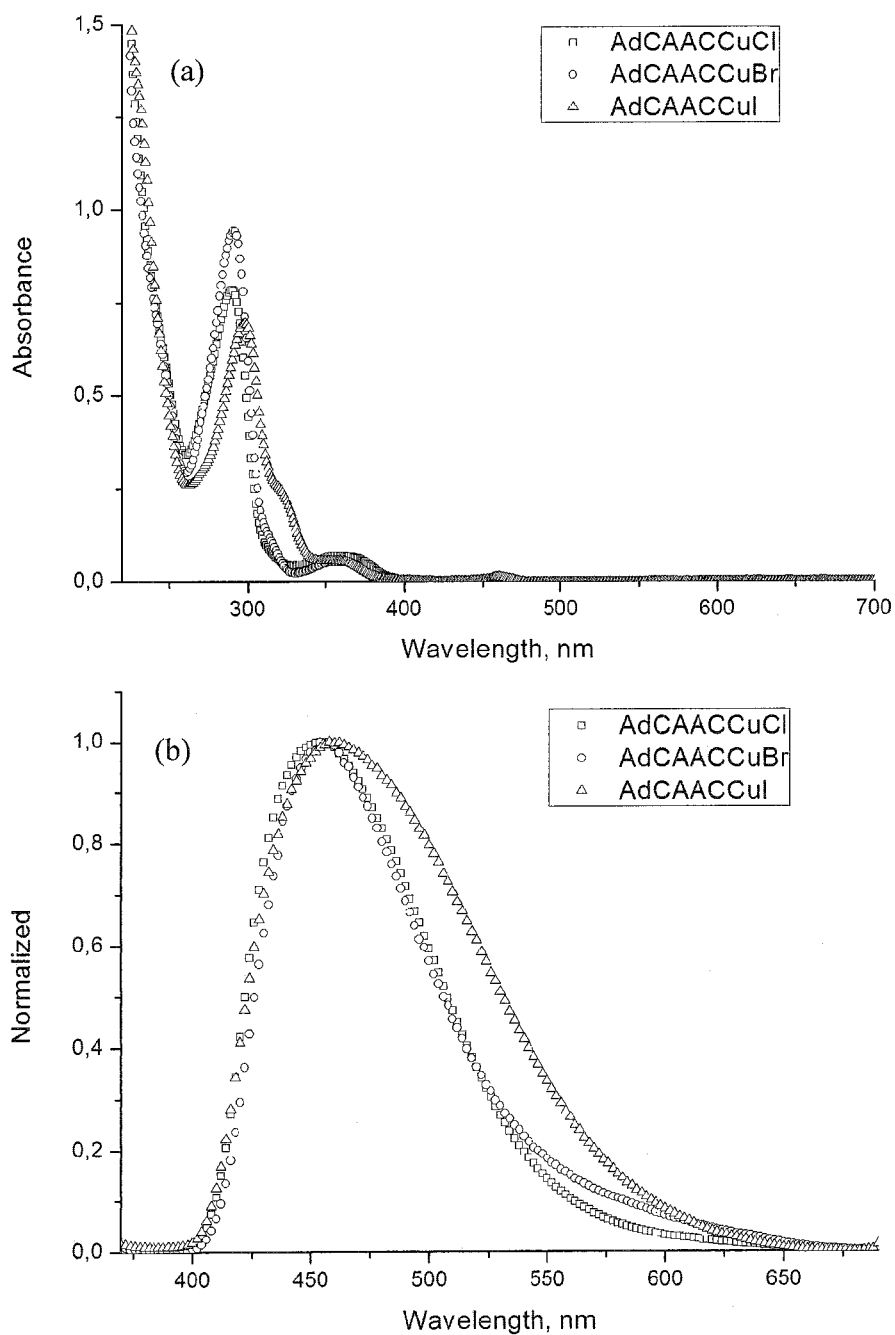 (a)
AdCAACCuCl
AdCAACCuBr
AdCAACCuI
1,5
1,0
0,5
0,0
Absorbance
300
400
500
600
700
Wavelength, nm
(b)
AdCAACCuCl
AdCAACCuBr
AdCAACCuI
1,0
0,8
0,6
0,4
0,2
0,0
Normalized
400
450
500
550
600
650
Wavelength, nm